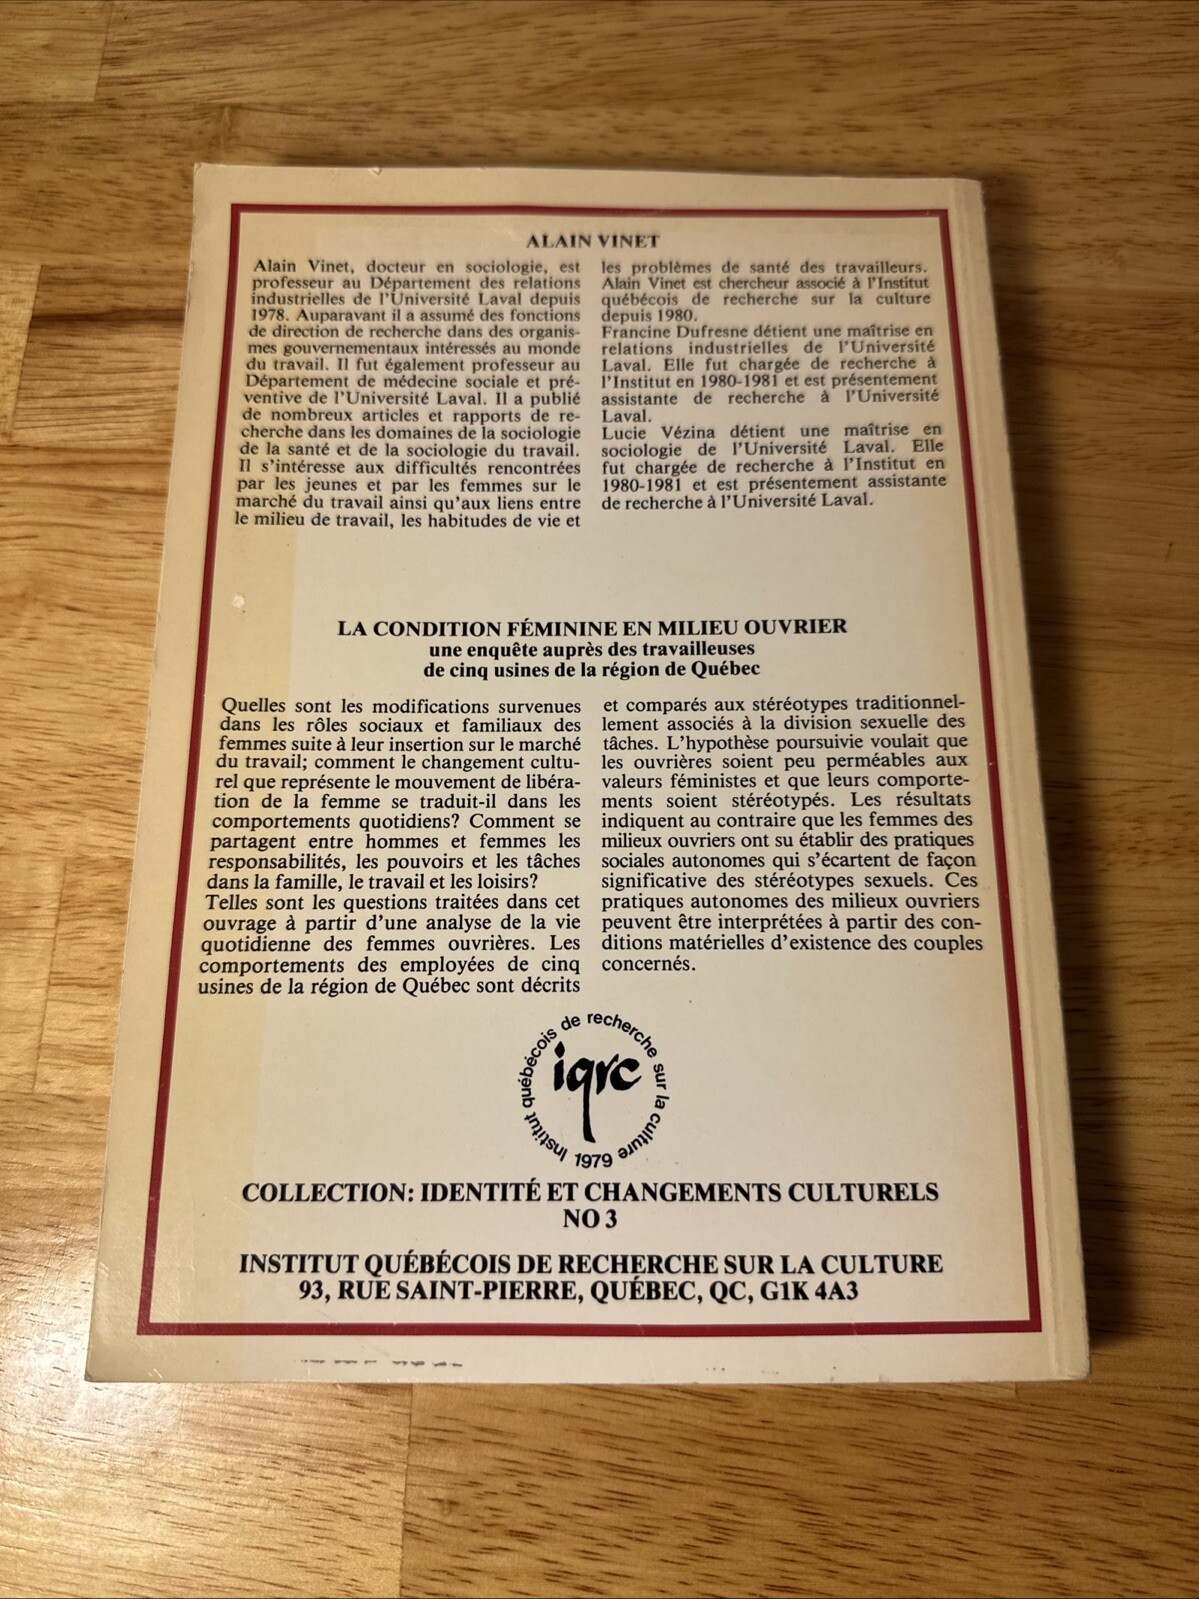 ALAIN VINET
Alain Vinet, docteur en sociologie, est
professeur au Département des relations
industrielles de l'Université Laval depuis
1978. Auparavant il a assumé des fonctions
de direction de recherche dans des organis-
mes gouvernementaux intéressés au monde
du travail. Il fut également professeur au
Département de médecine sociale et pré-
ventive de l'Université Laval. Il a publié
de nombreux articles et rapports de re-
cherche dans les domaines de la sociologie
de la santé et de la sociologie du travail.
Il s'intéresse aux difficultés rencontrées
par les jeunes et par les femmes sur le
marché du travail ainsi qu'aux liens entre
le milieu de travail, les habitudes de vie et
les problèmes de santé des travailleurs.
Alain Vinet est chercheur associé à l'Institut
québécois de recherche sur la culture
depuis 1980.
Francine Dufresne détient une maîtrise en
relations industrielles de l'Université
Laval. Elle fut chargée de recherche à
l'Institut en 1980-1981 et est présentement
assistante de recherche à l'Université
Laval.
Lucie Vézina détient une maîtrise en
sociologie de l'Université Laval. Elle
fut chargée de recherche à l'Institut en
1980-1981 et est présentement assistante
de recherche à l'Université Laval.
LA CONDITION FÉMININE EN MILIEU OUVRIER
une enquête auprès des travailleuses
de cinq usines de la région de Québec
Quelles sont les modifications survenues
dans les rôles sociaux et familiaux des
femmes suite à leur insertion sur le marché
du travail; comment le changement cultu-
rel que représente le mouvement de libéra-
tion de la femme se traduit-il dans les
comportements quotidiens? Comment se
partagent entre hommes et femmes les
responsabilités, les pouvoirs et les tâches
dans la famille, le travail et les loisirs?
Telles sont les questions traitées dans cet
ouvrage à partir d'une analyse de la vie
quotidienne des femmes ouvrières. Les
comportements des employées de cinq
usines de la région de Québec sont décrits
et comparés aux stéréotypes traditionnel-
lement associés à la division sexuelle des
tâches. L'hypothèse poursuivie voulait que
les ouvrières soient peu perméables aux
valeurs féministes et que leurs comporte-
ments soient stéréotypés. Les résultats
indiquent au contraire que les femmes des
milieux ouvriers ont su établir des pratiques
sociales autonomes qui s'écartent de façon
significative des stéréotypes sexuels. Ces
pratiques autonomes des milieux ouvriers
peuvent être interprétées à partir des con-
ditions matérielles d'existence des couples
concernés.
Institut québécois de recherche sur la culture
iqrc
1979
COLLECTION: IDENTITÉ ET CHANGEMENTS CULTURELS
NO 3
INSTITUT QUÉBÉCOIS DE RECHERCHE SUR LA CULTURE
93, RUE SAINT-PIERRE, QUÉBEC, QC, G1K 4A3